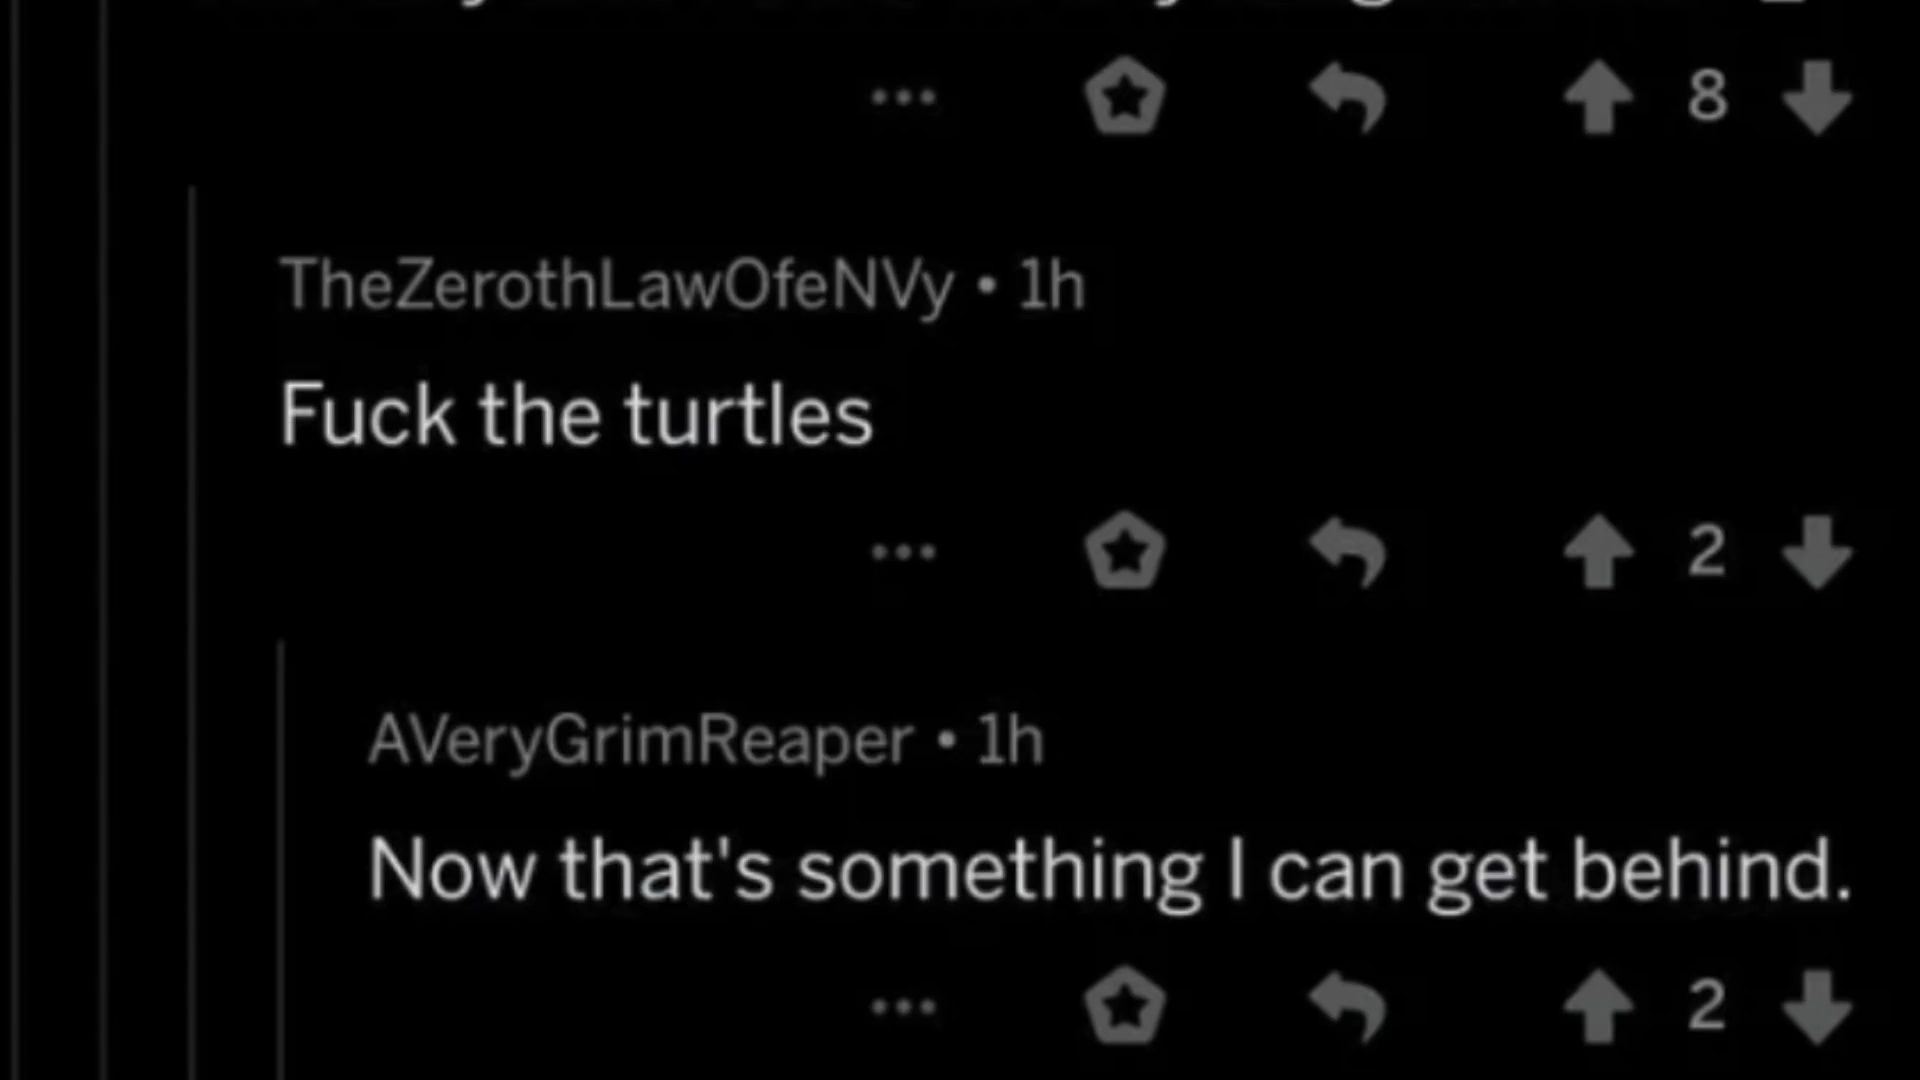 8
TheZerothLawOfeNVy • 1h
Fuck the turtles
2
AVeryGrimReaper • 1h
Now that's something I can get behind.
2